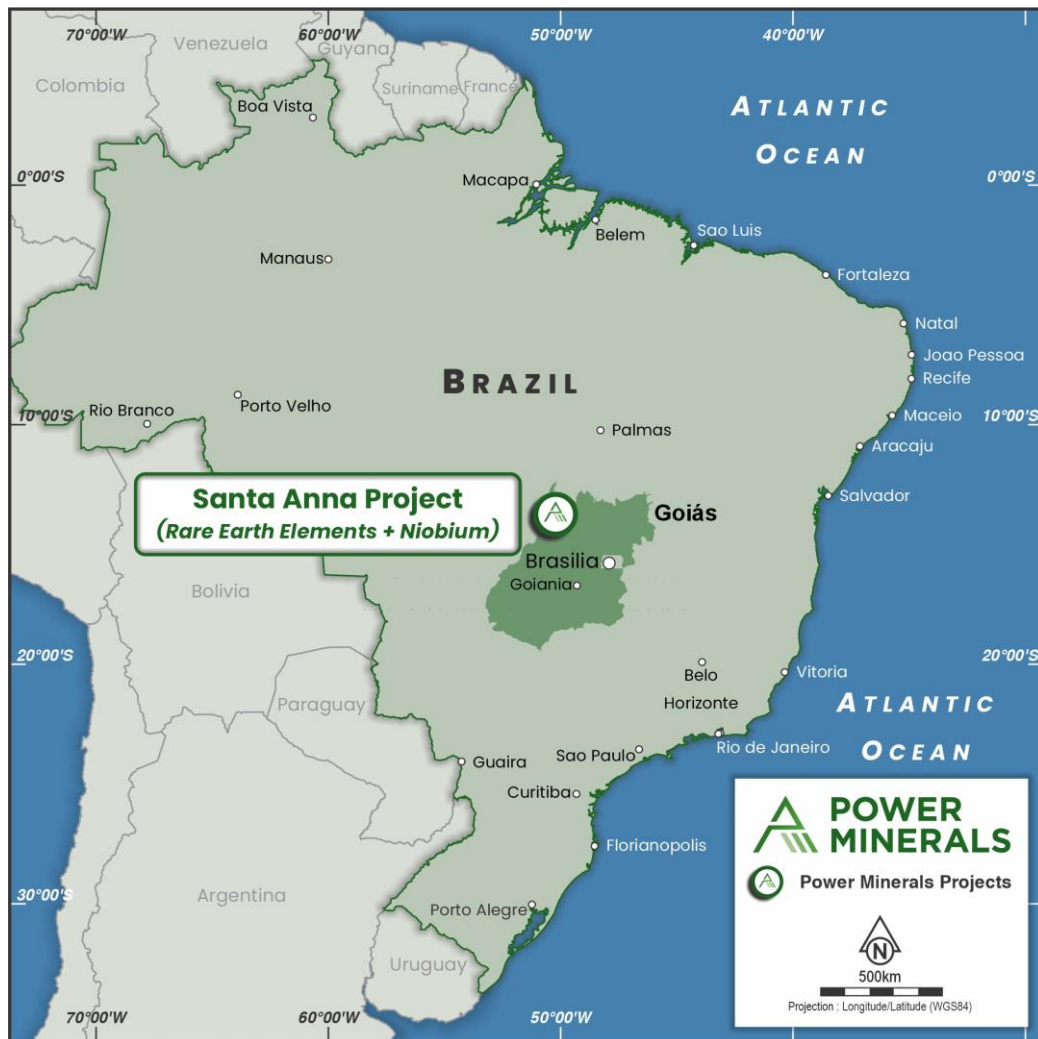 70°00'W
60°00'W
50°00'W
40°00'W
Venezuela
Guyana
Colombia
Suriname
France
Boa Vista
ATLANTIC
OCEAN
0°00'S
0°00'S
Macapa
Belem
Sao Luis
Manaus
Fortaleza
Natal
Joao Pessoa
Recife
BRAZIL
Porto Velho
Rio Branco
Maceio
10°00'S
10°00'S
Palmas
Aracaju
Santa Anna Project
(Rare Earth Elements + Niobium)
Goiás
Salvador
Brasilia
Goiania
Bolivia
20°00'S
20°00'S
Belo
Horizonte
Vitoria
Paraguay
ATLANTIC
OCEAN
Rio de Janeiro
Sao Paulo
Guaira
Curitiba
Florianopolis
Argentina
30°00'S
Porto Alegre
Uruguay
POWER
MINERALS
Power Minerals Projects
N
500km
Projection : Longitude/Latitude (WGS84)
70°00'W
60°00'W
50°00'W